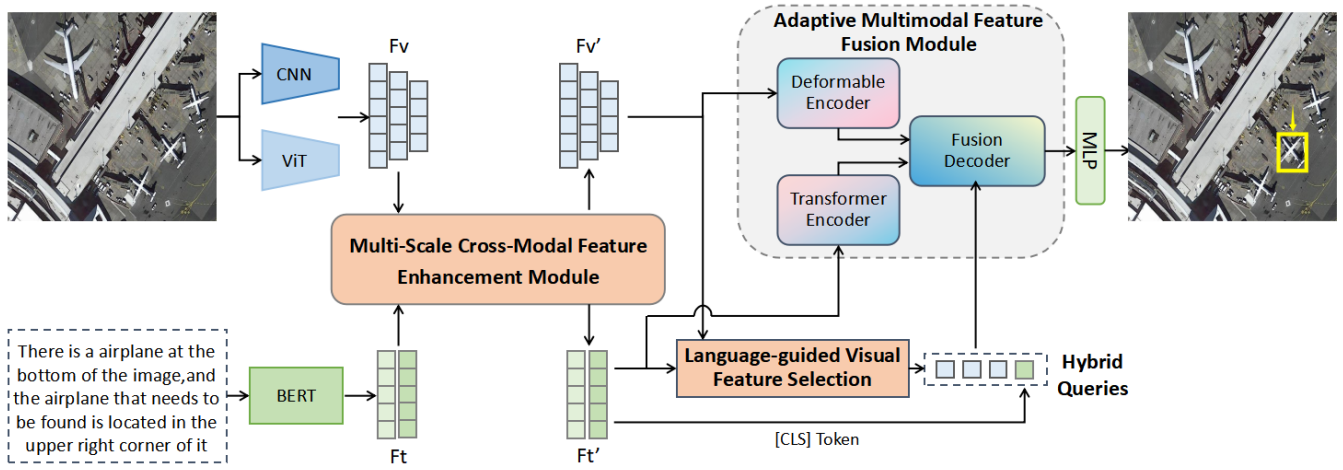 Fv
Fv’
Adaptive Multimodal Feature
Fusion Module
CNN
ViT
Deformable
Encoder
Fusion
Decoder
MLP
Transformer
Encoder
Multi-Scale Cross-Modal Feature
Enhancement Module
There is a airplane at the
bottom of the image,and
the airplane that needs to
be found is located in the
upper right corner of it
BERT
Ft
Ft’
Language-guided Visual
Feature Selection
Hybrid
Queries
[CLS] Token